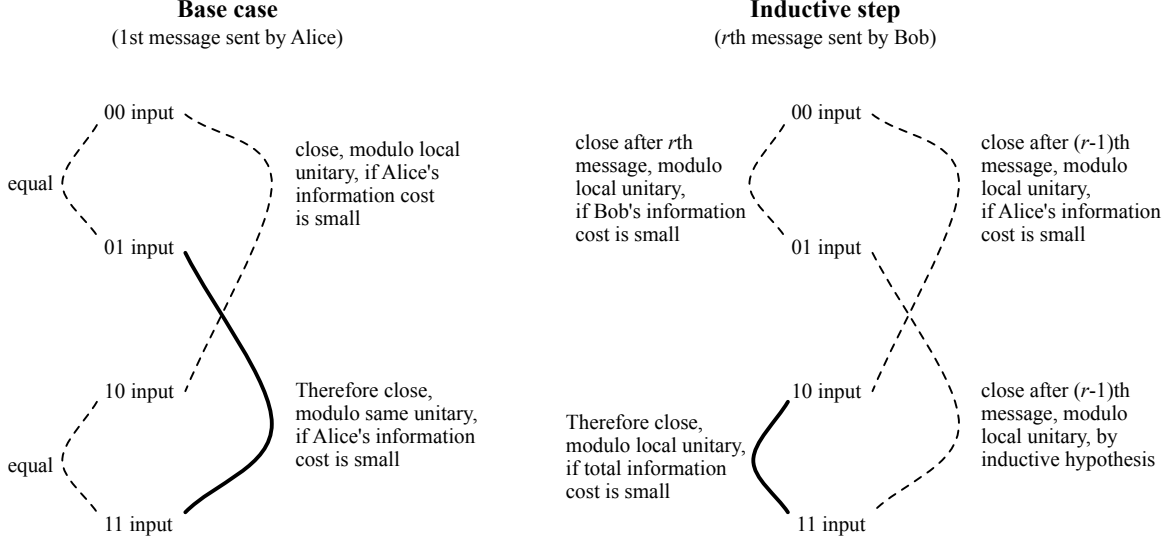 Base case
(1st message sent by Alice)
00 input
close, modulo local
unitary, if Alice's
information cost
is small
equal
01 input
10 input
Therefore close,
modulo same unitary,
if Alice's information
cost is small
equal
11 input
Inductive step
(rth message sent by Bob)
00 input
close after rth
message, modulo
local unitary,
if Bob's information
cost is small
close after (r-1)th
message, modulo
local unitary,
if Alice's information
cost is small
01 input
10 input
Therefore close,
modulo local unitary,
if total information
cost is small
close after (r-1)th
message, modulo
local unitary, by
inductive hypothesis
11 input